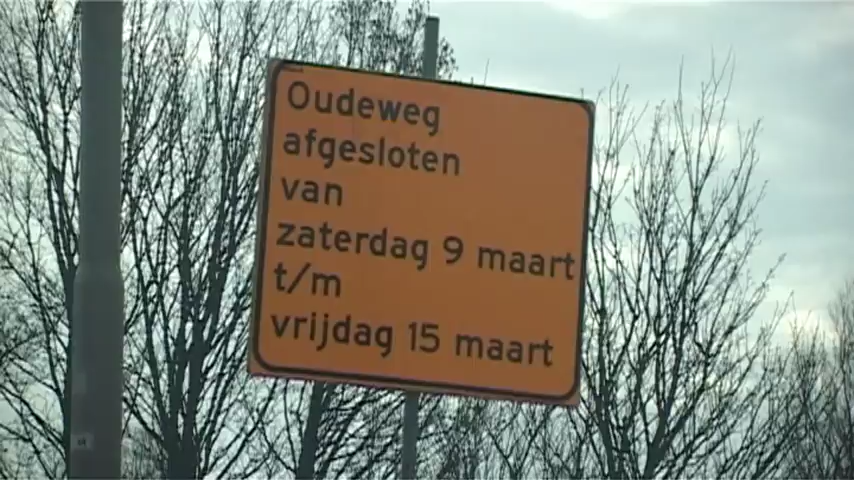 Oudeweg
afgesloten
van
zaterdag 9 maart
t/m
vrijdag 15 maart